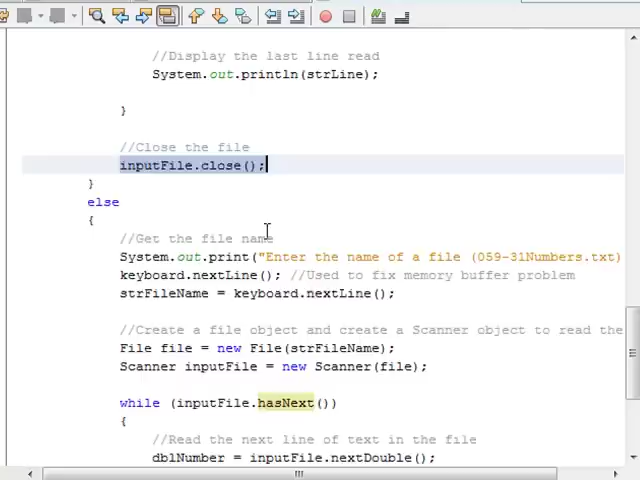 //Display the last line read
System.out.println(strLine);
}
//Close the file
inputFile.close();
}
else
{
//Get the file name
System.out.print("Enter the name of a file (059-31Numbers.txt)
keyboard.nextLine(); //Used to fix memory buffer problem
strFileName = keyboard.nextLine();
//Create a file object and create a Scanner object to read the
File file = new File(strFileName);
Scanner inputFile = new Scanner(file);
while (inputFile.hasNext())
{
//Read the next line of text in the file
dblNumber = inputFile.nextDouble();